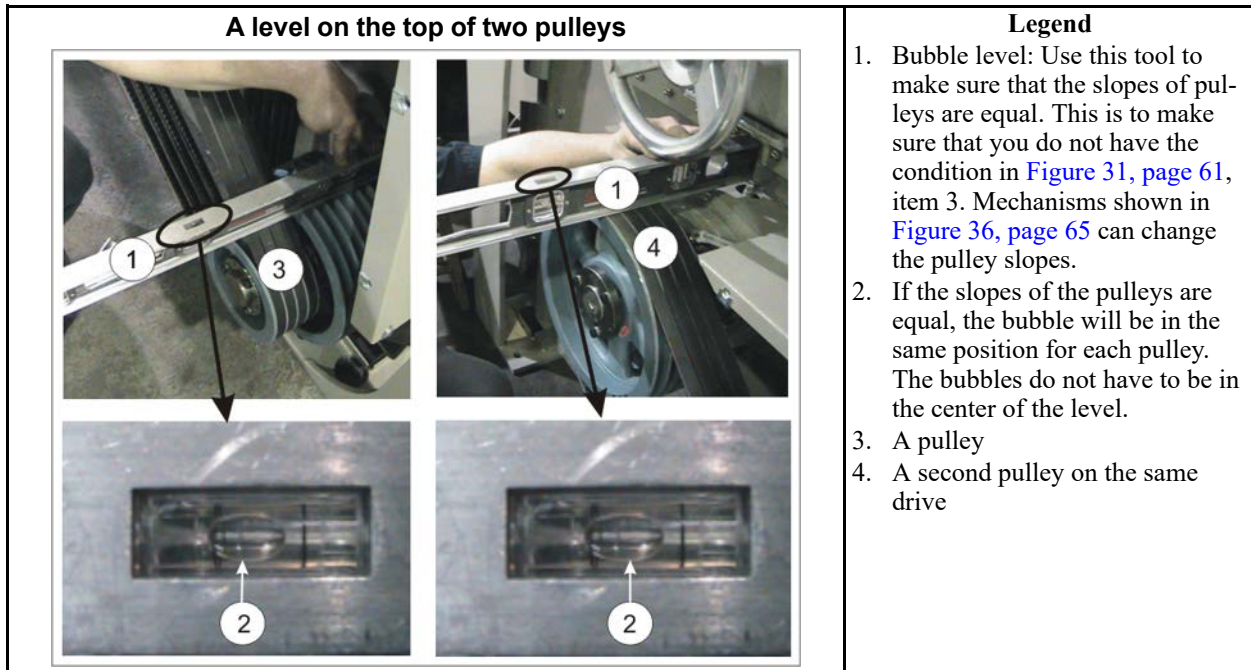 A level on the top of two pulleys
1
3
1
4
2
2
Legend
1. Bubble level: Use this tool to
make sure that the slopes of pul-
leys are equal. This is to make
sure that you do not have the
condition in Figure 31, page 61,
item 3. Mechanisms shown in
Figure 36, page 65 can change
the pulley slopes.
2. If the slopes of the pulleys are
equal, the bubble will be in the
same position for each pulley.
The bubbles do not have to be in
the center of the level.
3. A pulley
4. A second pulley on the same
drive